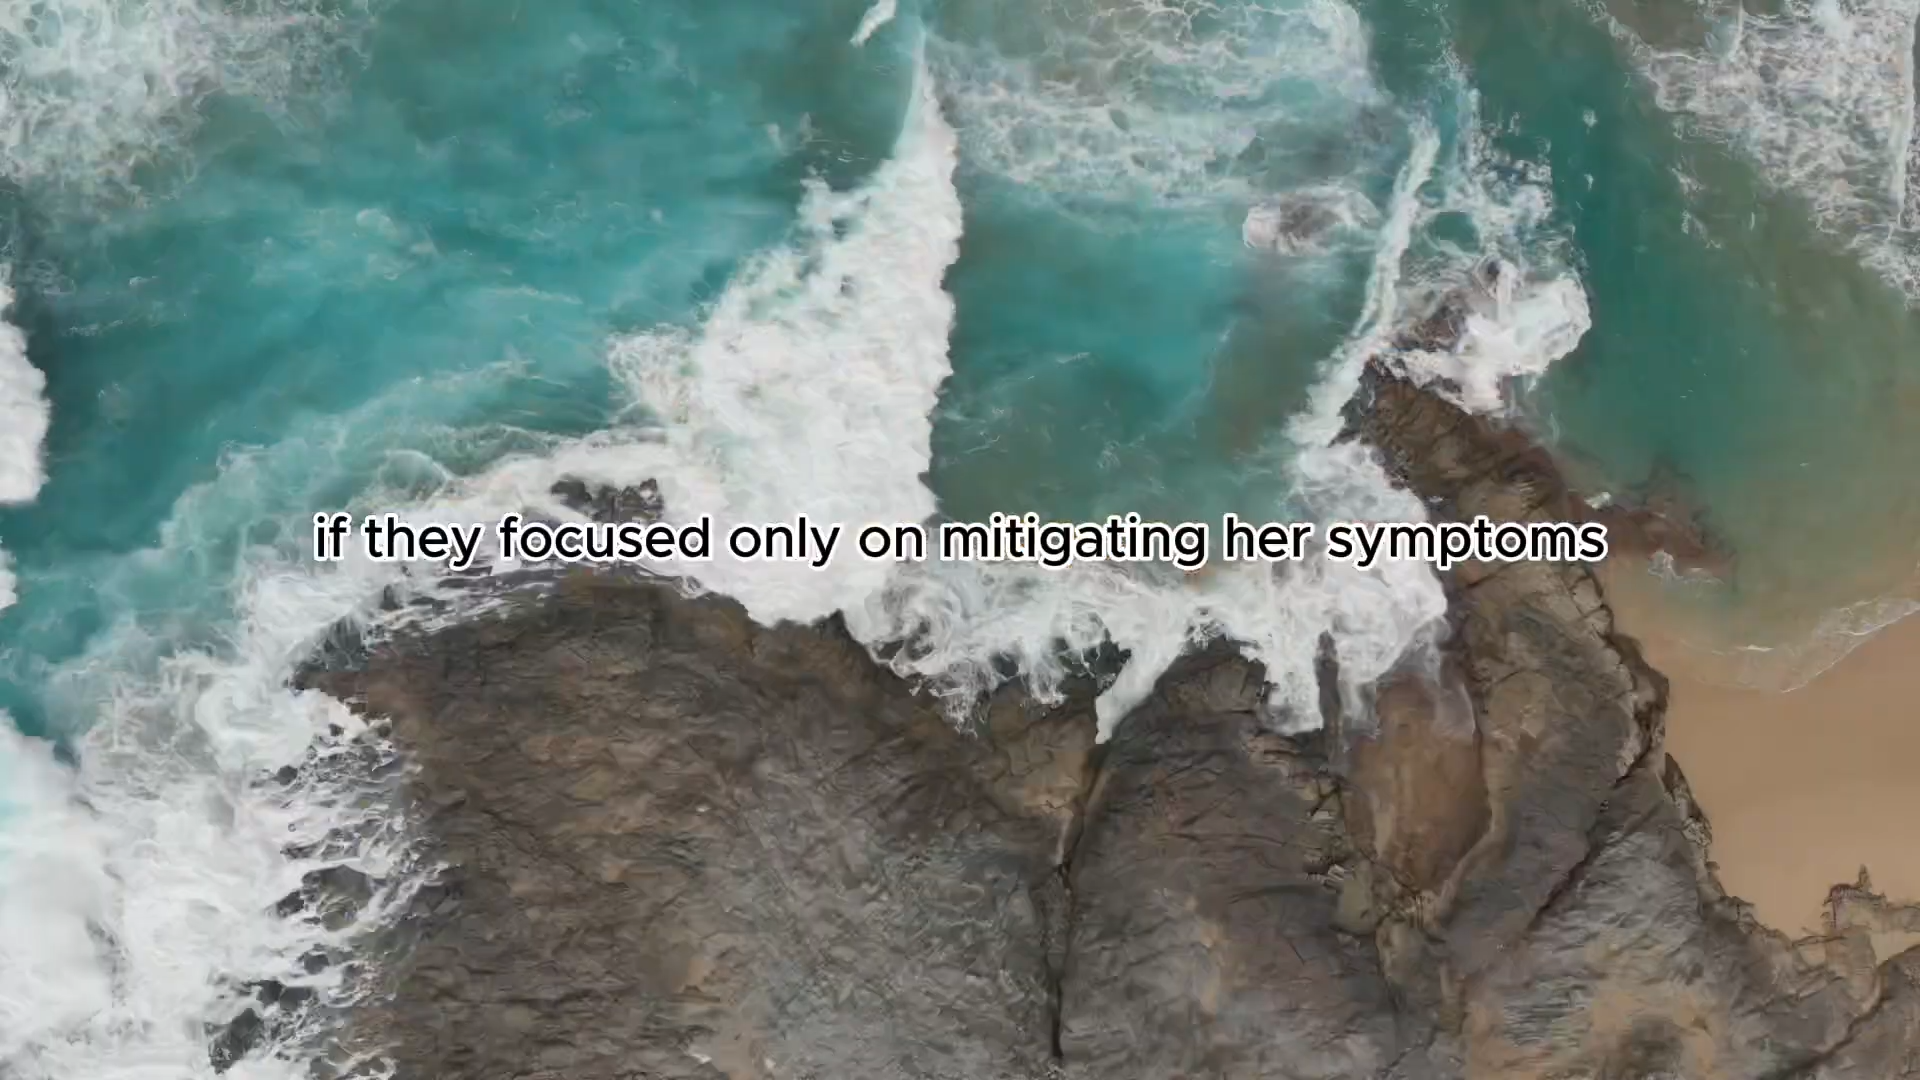 if they focused only on mitigating her symptoms